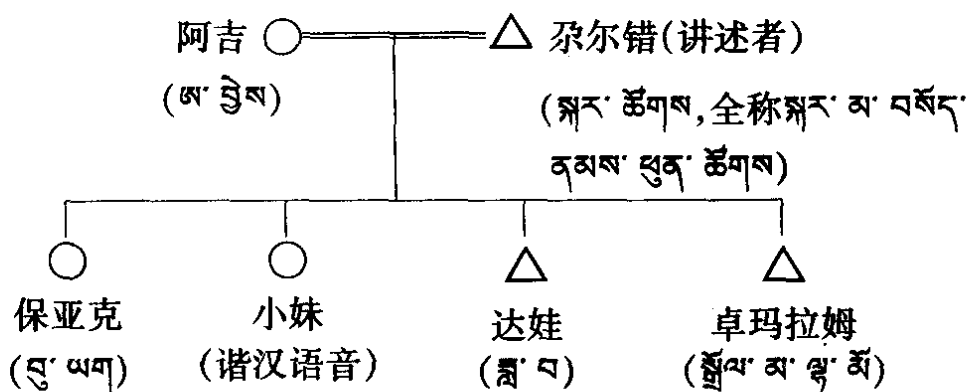 阿吉 尕尔错(讲述者)
(ཨ་ བྱེས) (སྐར་ ཚོགས, 全称སྐར་ མ་ བསོད་
ནམས་ ཕུན་ ཚོགས)
保亚克 小妹 达娃 卓玛拉姆
(བུ་ ཡག) (谐汉语音) (ཟླ་ བ) (སྒྲོལ་ མ་ ལྷ་ མོ)